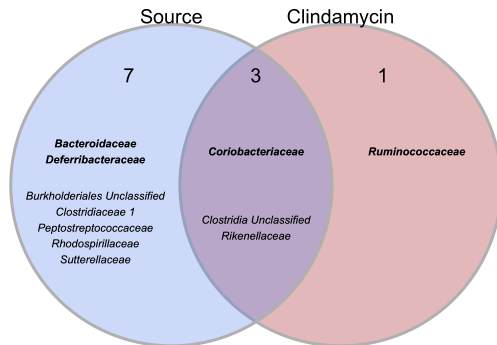 Source
Clindamycin
7
3
1
Bacteroidaceae
Deferribacteraceae
Coriobacteriaceae
Ruminococcaceae
Burkholderiales Unclassified
Clostridiaceae 1
Peptostreptococcaceae
Rhodospirillaceae
Sutterellaceae
Clostridia Unclassified
Rikenellaceae